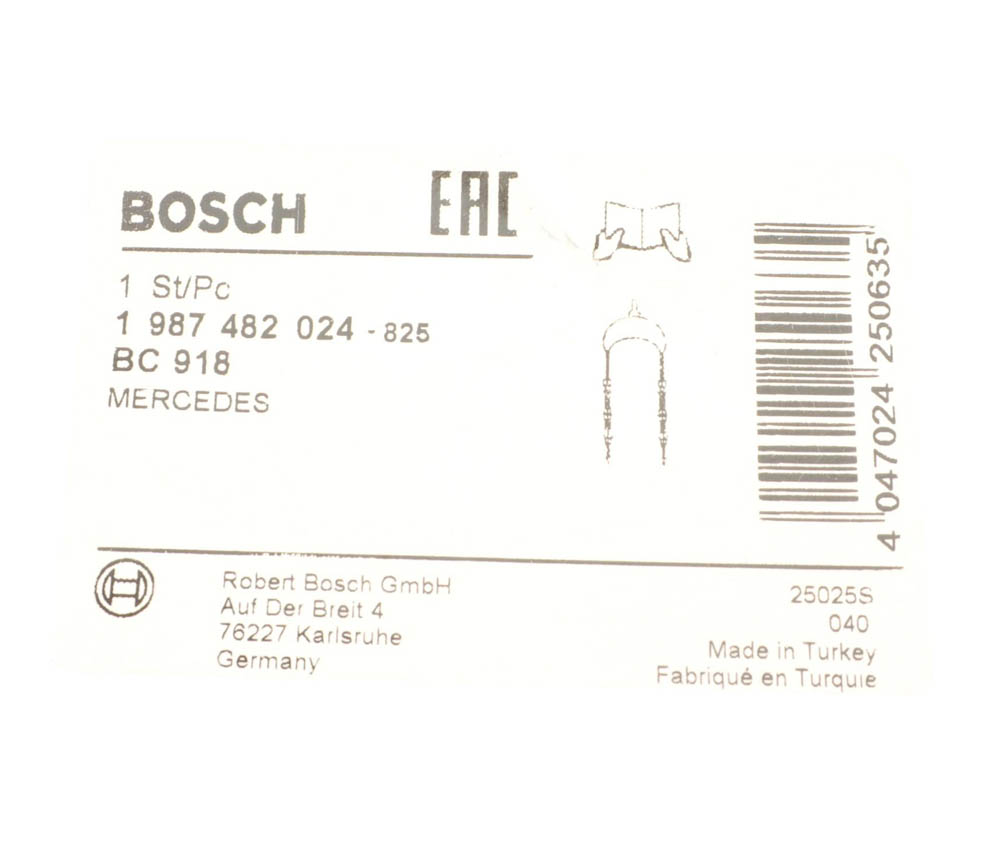 BOSCH EAC
1 St/Pc
1 987 482 024 - 825
BC 918
MERCEDES
4 047024 250635
Robert Bosch GmbH
Auf Der Breit 4
76227 Karlsruhe
Germany
25025S
040
Made in Turkey
Fabriqué en Turquie